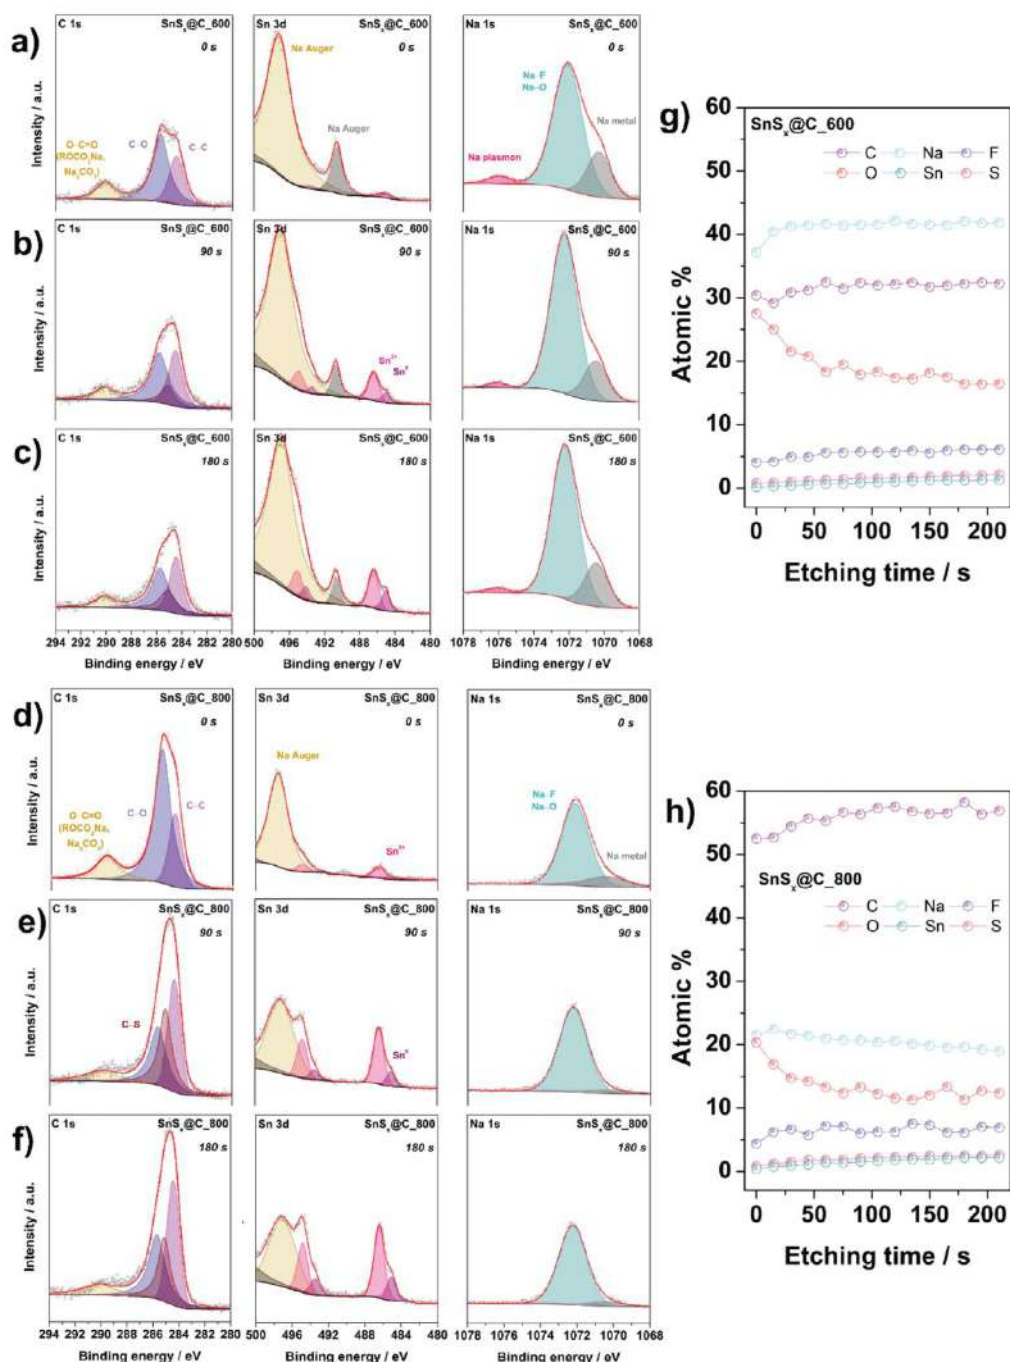 a)
C 1s SnSₓ@C_600
0 s
O-C=O
(ROCO₂Na,
Na₂CO₃)
C-O
C-C
Intensity / a.u.
Sn 3d SnSₓ@C_600
0 s
Na Auger
Na Auger
Na 1s SnSₓ@C_600
0 s
Na-F
Na-O
Na metal
Na plasmon
b)
C 1s SnSₓ@C_600
90 s
Intensity / a.u.
Sn 3d SnSₓ@C_600
90 s
Sn⁰
Na 1s SnSₓ@C_600
90 s
c)
C 1s SnSₓ@C_600
180 s
Intensity / a.u.
294 292 290 288 286 284 282 280
Binding energy / eV
Sn 3d SnSₓ@C_600
180 s
500 496 492 488 484 480
Binding energy / eV
Na 1s SnSₓ@C_600
180 s
1078 1076 1074 1072 1070 1068
Binding energy / eV
g)
SnSₓ@C_600
C Na F
O Sn S
60
50
40
30
20
10
0
Atomic %
0 50 100 150 200
Etching time / s
d)
C 1s SnSₓ@C_800
0 s
O-C=O
(ROCO₂Na,
Na₂CO₃)
C-O
C-C
Intensity / a.u.
Sn 3d SnSₓ@C_800
0 s
Na Auger
Na 1s SnSₓ@C_800
0 s
Na-F
Na-O
Na metal
e)
C 1s SnSₓ@C_800
90 s
C-S
Intensity / a.u.
Sn 3d SnSₓ@C_800
90 s
Sn⁰
Na 1s SnSₓ@C_800
90 s
f)
C 1s SnSₓ@C_800
180 s
Intensity / a.u.
294 292 290 288 286 284 282 280
Binding energy / eV
Sn 3d SnSₓ@C_800
180 s
500 496 492 488 484 480
Binding energy / eV
Na 1s SnSₓ@C_800
180 s
1078 1076 1074 1072 1070 1068
Binding energy / eV
h)
SnSₓ@C_800
C Na F
O Sn S
60
50
40
30
20
10
0
Atomic %
0 50 100 150 200
Etching time / s